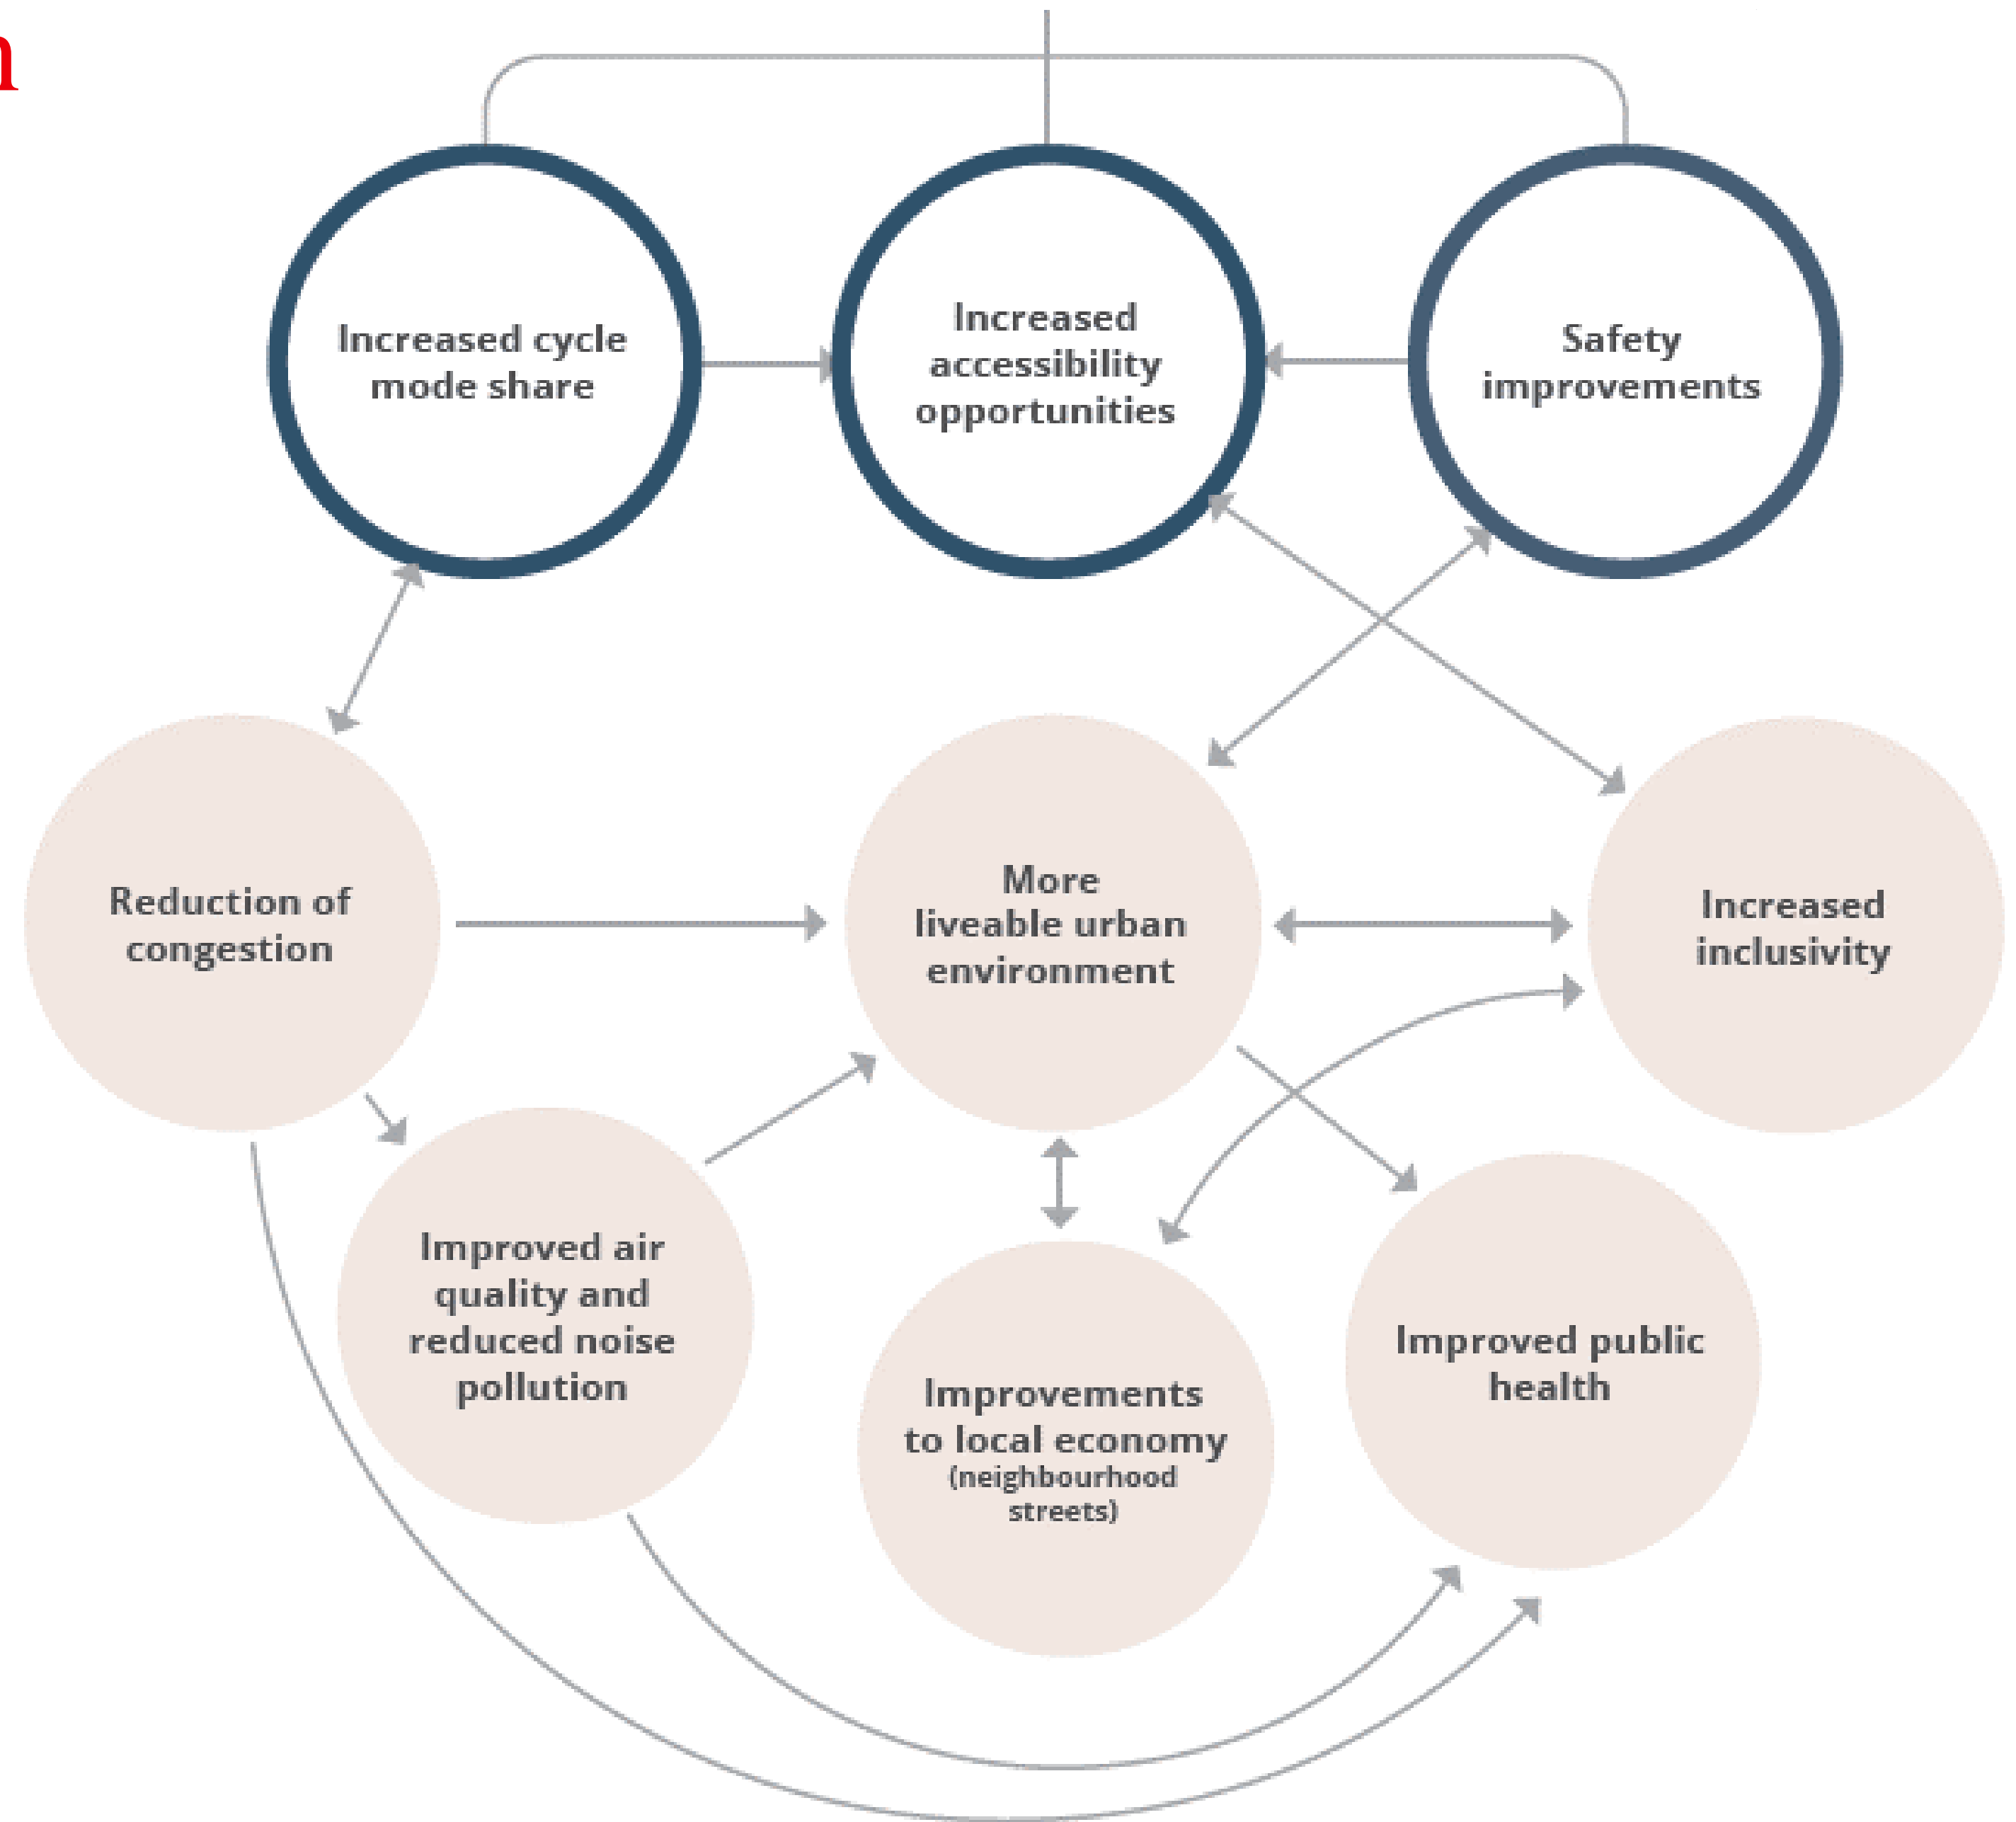 n
Increased cycle
mode share
Increased
accessibility
opportunities
Safety
improvements
Reduction of
congestion
More
liveable urban
environment
Increased
inclusivity
Improved air
quality and
reduced noise
pollution
Improvements
to local economy
(neighbourhood
streets)
Improved public
health